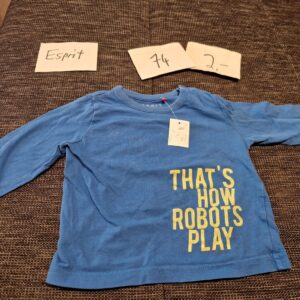 Esprit
74
2,-
THAT'S
HOW
ROBOTS
PLAY